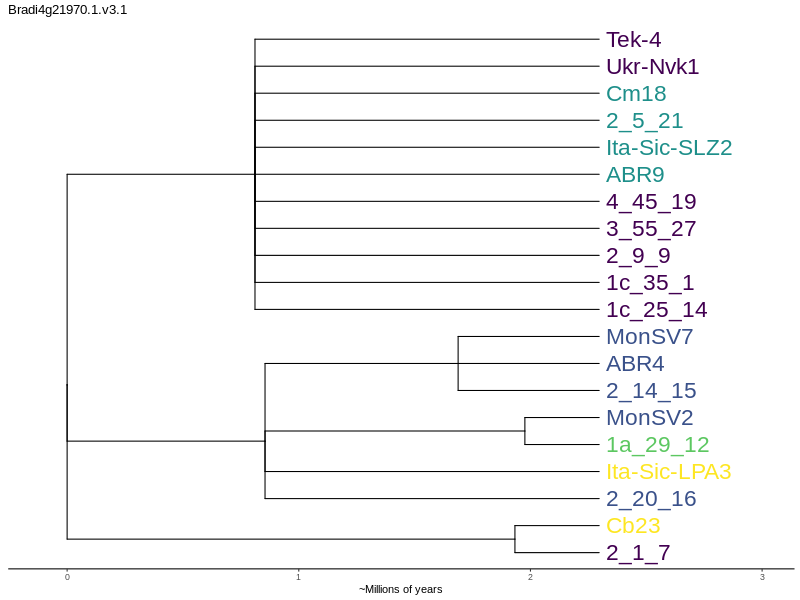 Bradi4g21970.1.v3.1
Tek-4
Ukr-Nvk1
Cm18
2_5_21
Ita-Sic-SLZ2
ABR9
4_45_19
3_55_27
2_9_9
1c_35_1
1c_25_14
MonSV7
ABR4
2_14_15
MonSV2
1a_29_12
Ita-Sic-LPA3
2_20_16
Cb23
2_1_7
0 1 2 3
~Millions of years